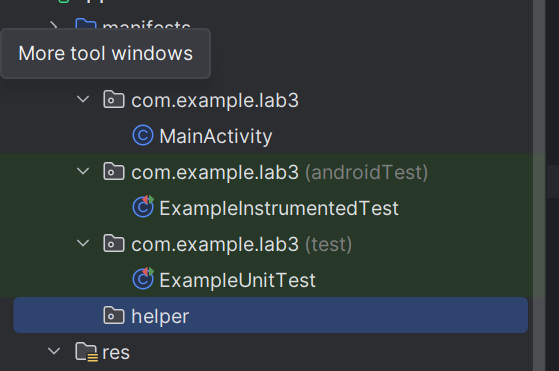 manifests
More tool windows
com.example.lab3
MainActivity
com.example.lab3 (androidTest)
ExampleInstrumentedTest
com.example.lab3 (test)
ExampleUnitTest
helper
res